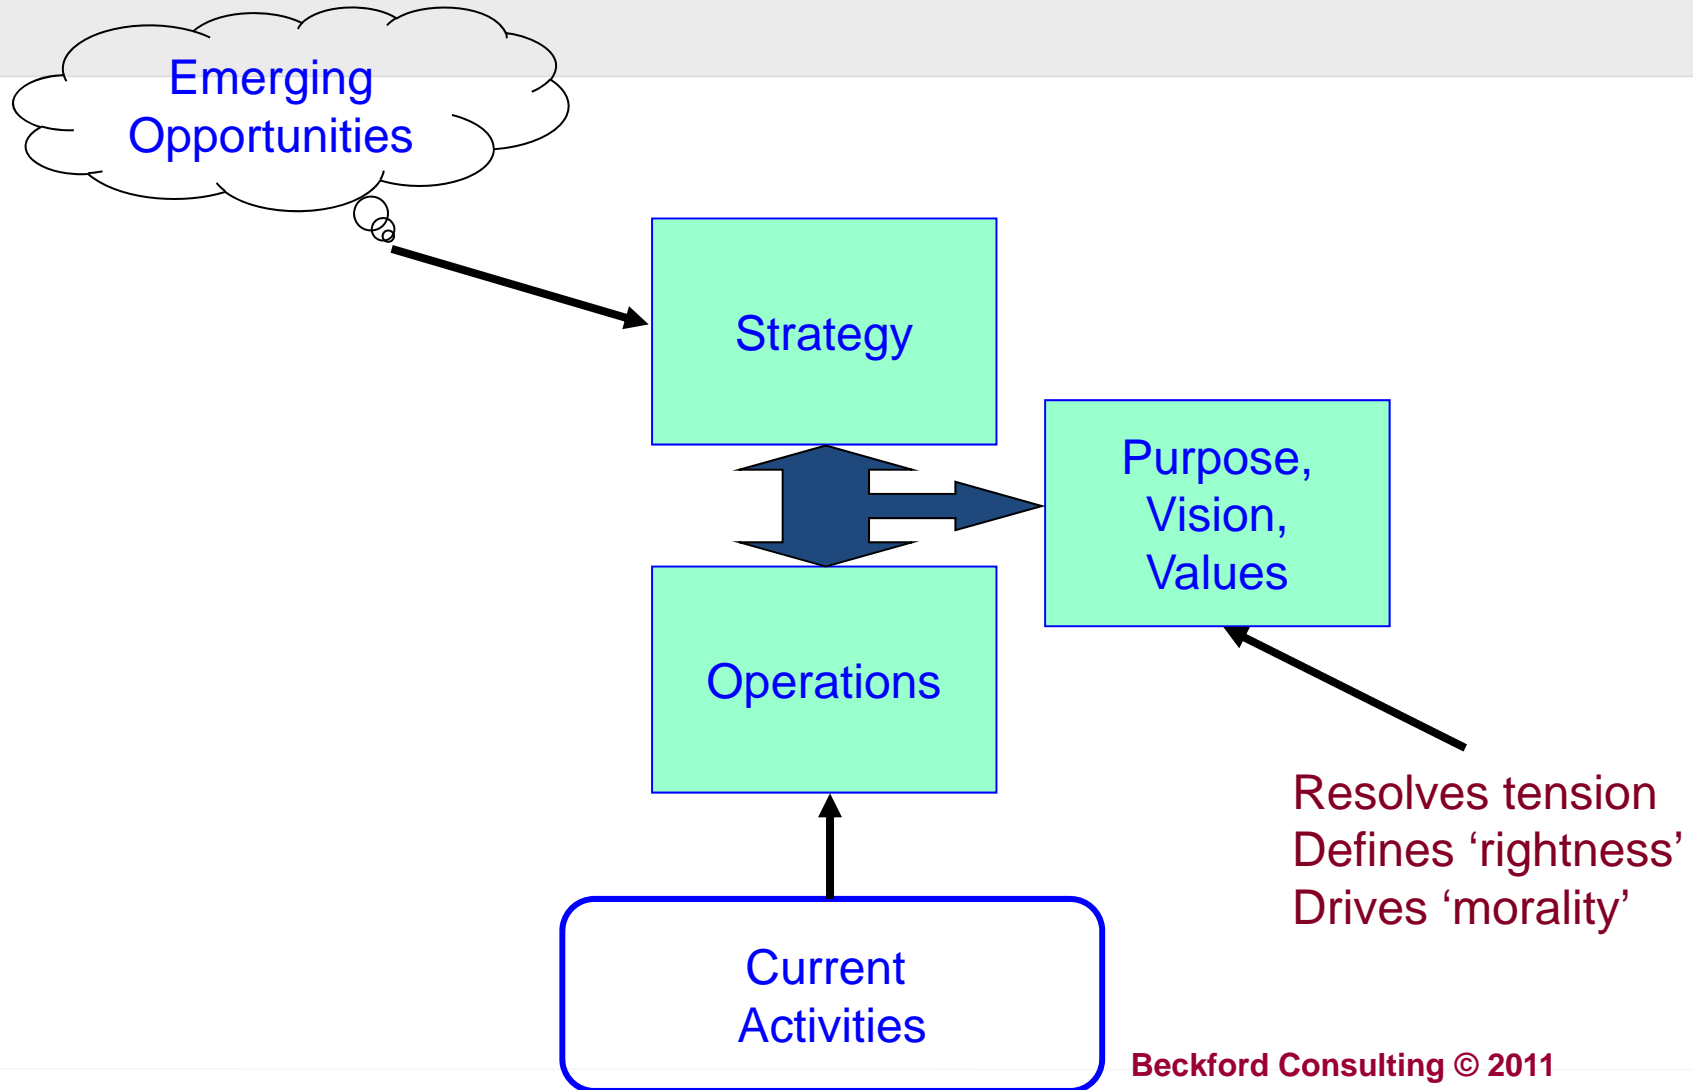 Emerging
Opportunities
Strategy
Purpose,
Vision,
Values
Operations
Resolves tension
Defines ‘rightness’
Drives ‘morality’
Current
Activities
Beckford Consulting © 2011